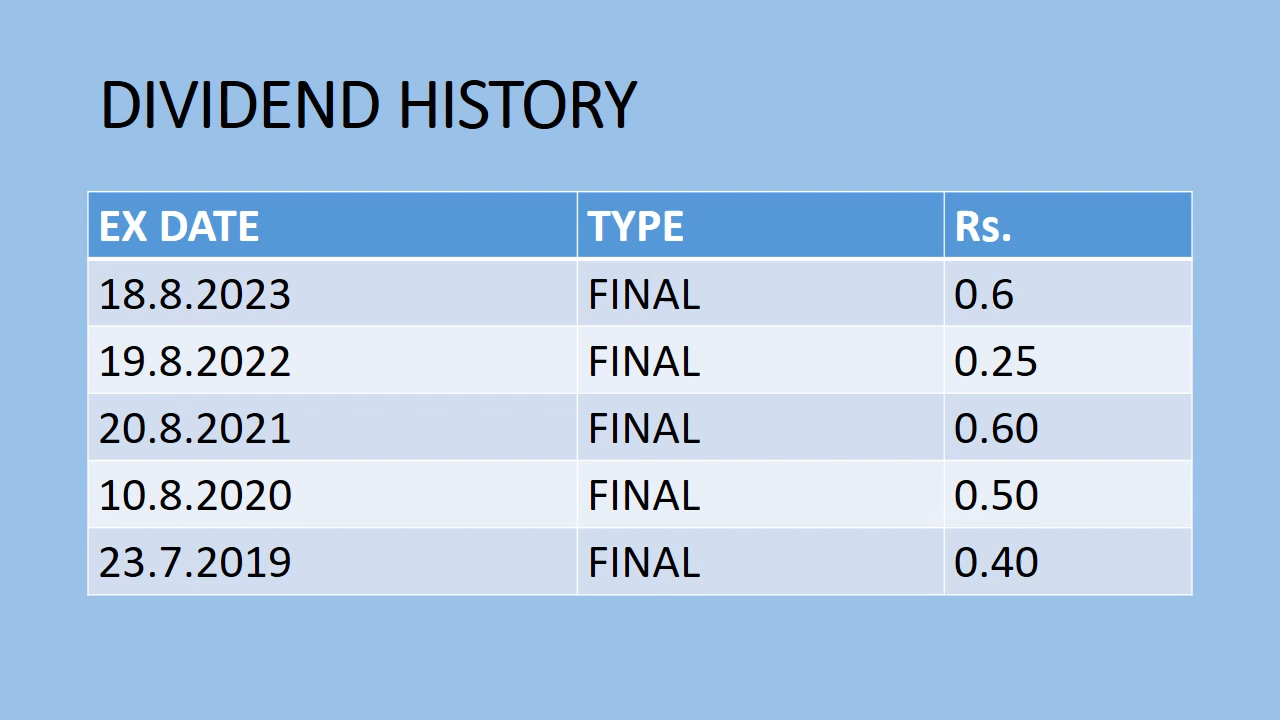 DIVIDEND HISTORY
EX DATE TYPE Rs.
18.8.2023 FINAL 0.6
19.8.2022 FINAL 0.25
20.8.2021 FINAL 0.60
10.8.2020 FINAL 0.50
23.7.2019 FINAL 0.40